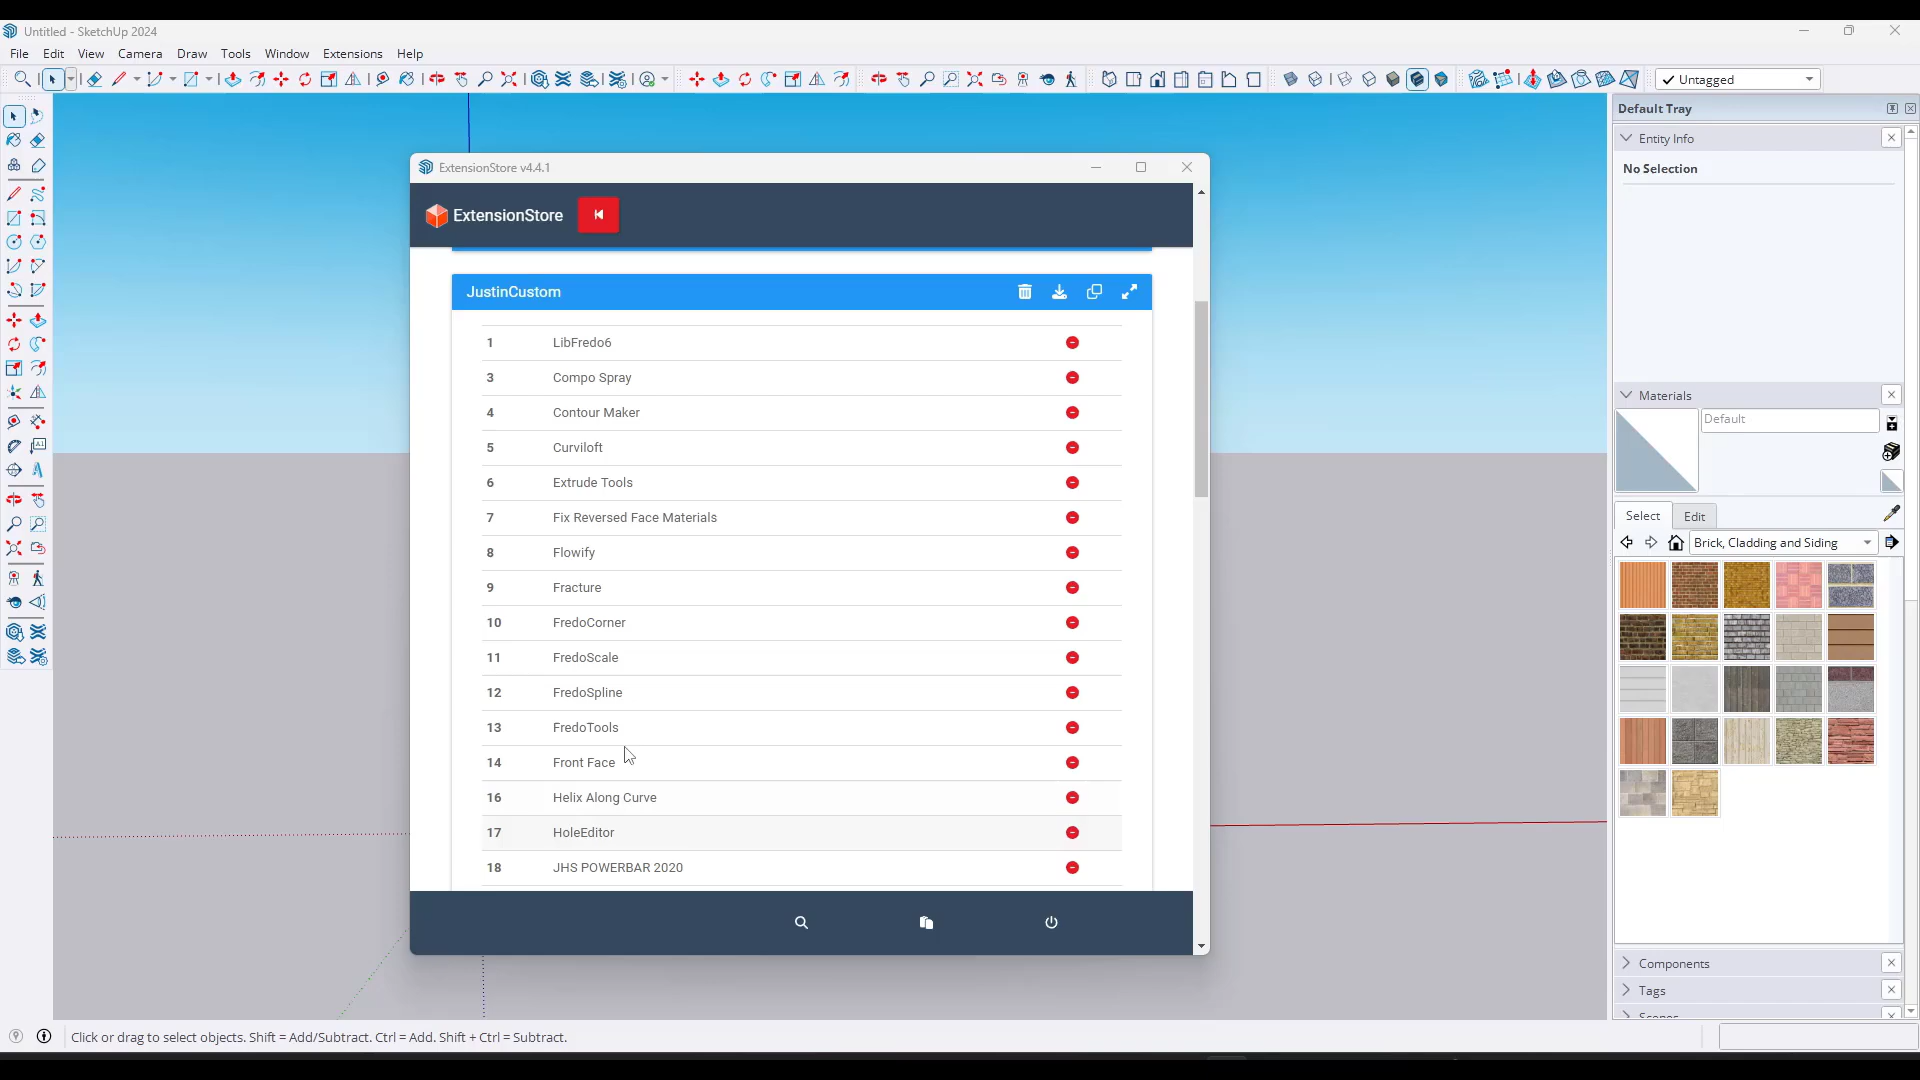 Untitled - SketchUp 2024
File Edit View Camera Draw Tools Window Extensions Help
Untagged
Default Tray
Entity Info
No Selection
ExtensionStore v4.4.1
ExtensionStore
JustinCustom
1 LibFredo6
3 Compo Spray
4 Contour Maker
5 Curviloft
6 Extrude Tools
7 Fix Reversed Face Materials
8 Flowify
9 Fracture
10 FredoCorner
11 FredoScale
12 FredoSpline
13 FredoTools
14 Front Face
16 Helix Along Curve
17 HoleEditor
18 JHS POWERBAR 2020
Materials
Default
Select Edit
Brick, Cladding and Siding
Components
Tags
Scenes
Click or drag to select objects. Shift = Add/Subtract. Ctrl = Add. Shift + Ctrl = Subtract.